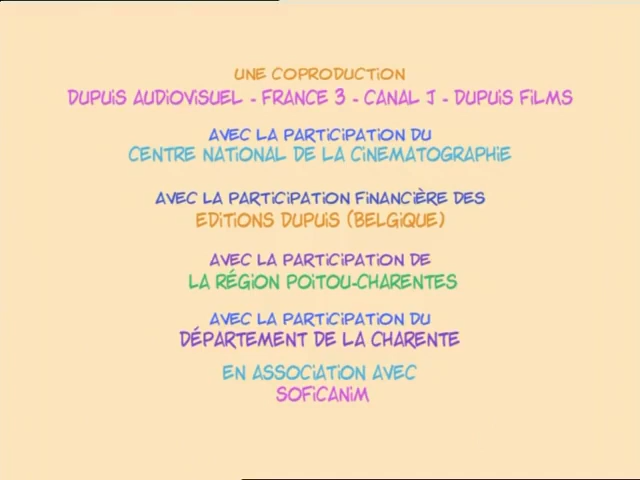 UNE COPRODUCTION
DUPUIS AUDIOVISUEL - FRANCE 3 - CANAL J - DUPUIS FILMS
AVEC LA PARTICIPATION DU
CENTRE NATIONAL DE LA CINEMATOGRAPHIE
AVEC LA PARTICIPATION FINANCIÈRE DES
EDITIONS DUPUIS (BELGIQUE)
AVEC LA PARTICIPATION DE
LA RÉGION POITOU-CHARENTES
AVEC LA PARTICIPATION DU
DÉPARTEMENT DE LA CHARENTE
EN ASSOCIATION AVEC
SOFICANIM